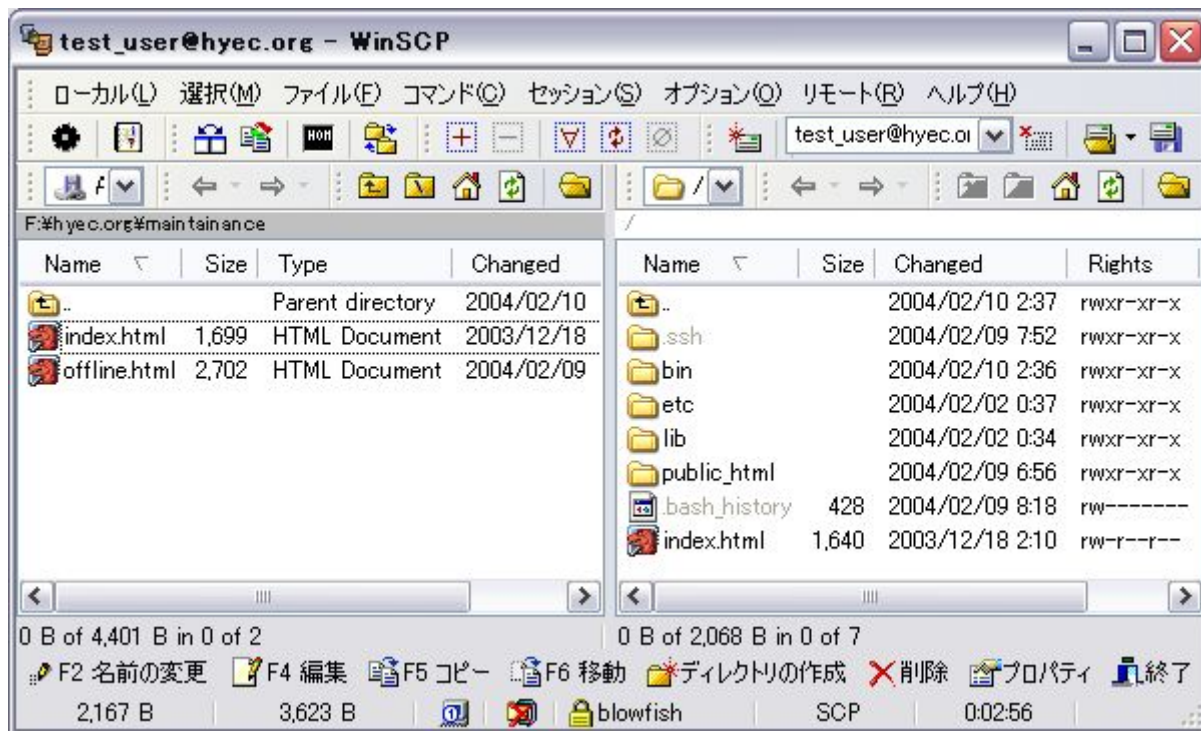 test_user@hyec.org - WinSCP
ローカル(L) 選択(M) ファイル(F) コマンド(C) セッション(S) オプション(O) リモート(R) ヘルプ(H)
test_user@hyec.or
F:¥hyec.org¥maintainance
/
Name Size Type Changed
.. Parent directory 2004/02/10
index.html 1,699 HTML Document 2003/12/18
offline.html 2,702 HTML Document 2004/02/09
0 B of 4,401 B in 0 of 2
/
Name Size Changed Rights
.. 2004/02/10 2:37 rwxr-xr-x
.ssh 2004/02/09 7:52 rwxr-xr-x
bin 2004/02/10 2:36 rwxr-xr-x
etc 2004/02/02 0:37 rwxr-xr-x
lib 2004/02/02 0:34 rwxr-xr-x
public_html 2004/02/09 6:56 rwxr-xr-x
.bash_history 428 2004/02/09 8:18 rw-------
index.html 1,640 2003/12/18 2:10 rw-r--r--
0 B of 2,068 B in 0 of 7
F2 名前の変更 F4 編集 F5 コピー F6 移動 ディレクトリの作成 削除 プロパティ 終了
2,167 B 3,623 B blowfish SCP 0:02:56